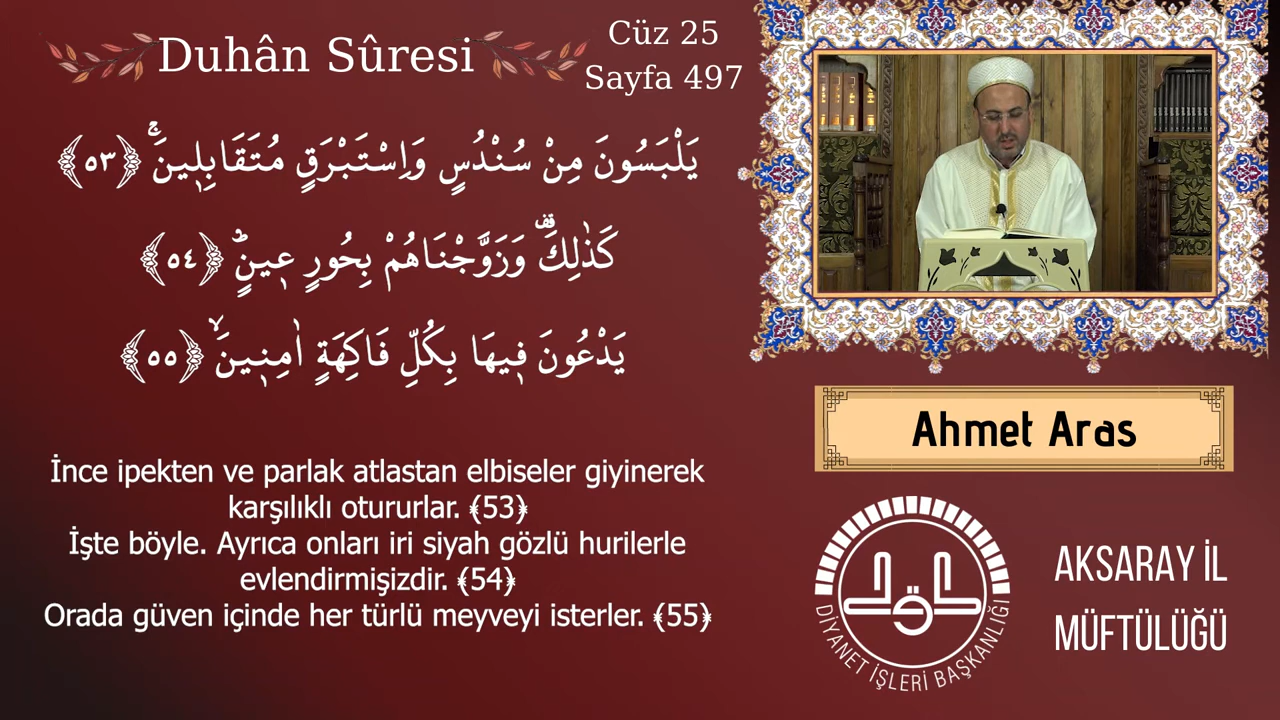 Duhân Sûresi
Cüz 25
Sayfa 497
يَلْبَسُونَ مِنْ سُنْدُسٍ وَاِسْتَبْرَقٍ مُتَقَابِل۪ينَۚ ﴿٥٣﴾
كَذٰلِكَ۠ وَزَوَّجْنَاهُمْ بِحُورٍ ع۪ينٍۜ ﴿٥٤﴾
يَدْعُونَ ف۪يهَا بِكُلِّ فَاكِهَةٍ اٰمِن۪ينَۙ ﴿٥٥﴾
İnce ipekten ve parlak atlastan elbiseler giyinerek
karşılıklı otururlar. ﴾53﴿
İşte böyle. Ayrıca onları iri siyah gözlü hurilerle
evlendirmişizdir. ﴾54﴿
Orada güven içinde her türlü meyveyi isterler. ﴾55﴿
Ahmet Aras
DİYANET İŞLERİ BAŞKANLIĞI
AKSARAY İL
MÜFTÜLÜĞÜ